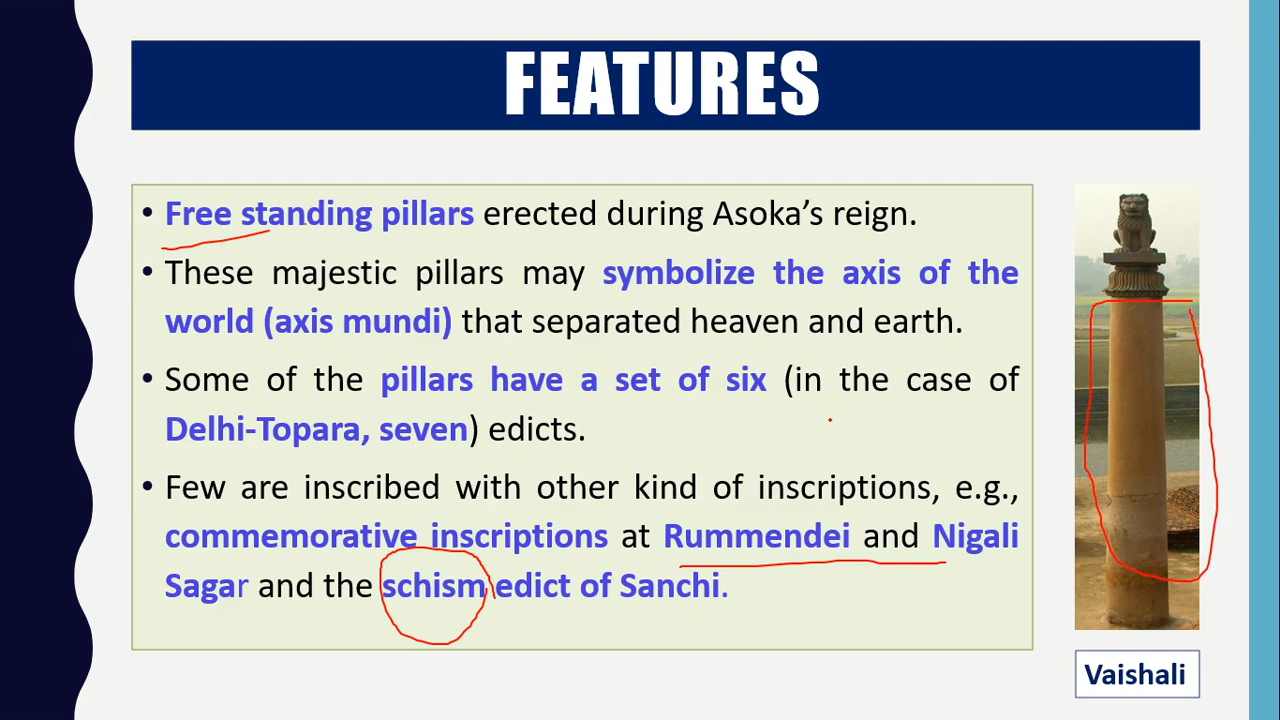 FEATURES
• Free standing pillars erected during Asoka's reign.
• These majestic pillars may symbolize the axis of the
world (axis mundi) that separated heaven and earth.
• Some of the pillars have a set of six (in the case of
Delhi-Topara, seven) edicts.
• Few are inscribed with other kind of inscriptions, e.g.,
commemorative inscriptions at Rummendei and Nigali
Sagar and the schism edict of Sanchi.
Vaishali